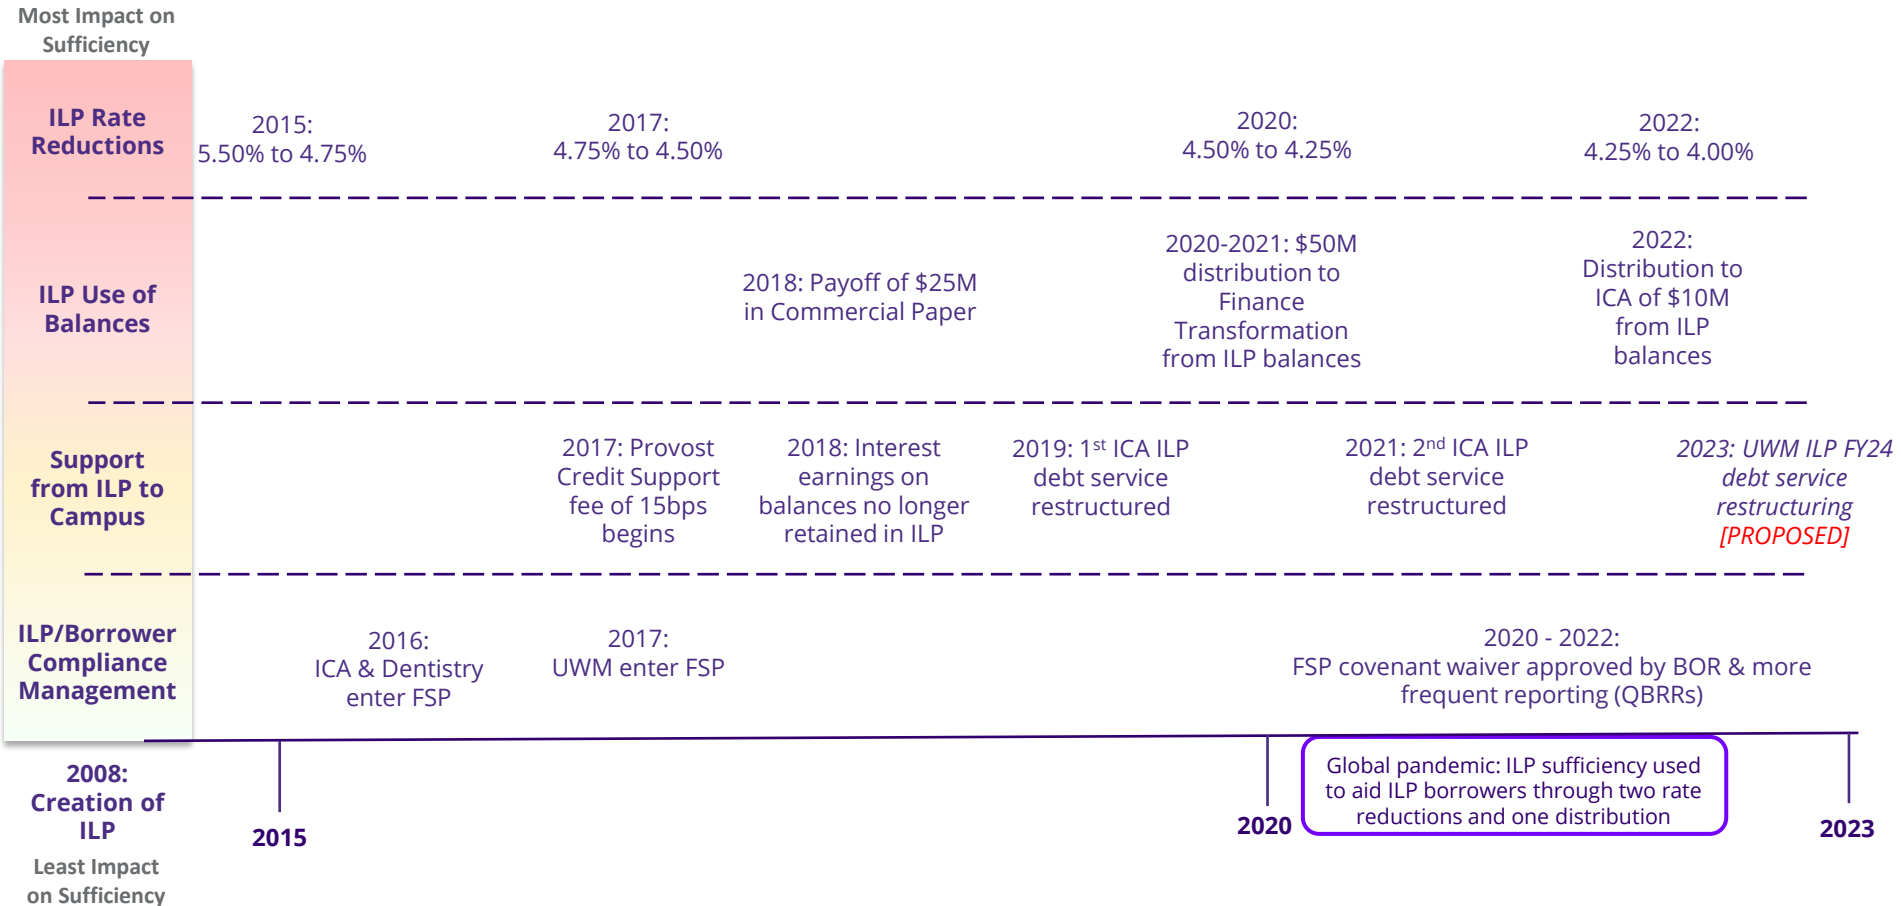 Most Impact on
Sufficiency
ILP Rate
Reductions
2015:
5.50% to 4.75%
2017:
4.75% to 4.50%
2020:
4.50% to 4.25%
2022:
4.25% to 4.00%
ILP Use of
Balances
2018: Payoff of $25M
in Commercial Paper
2020-2021: $50M
distribution to
Finance
Transformation
from ILP balances
2022:
Distribution to
ICA of $10M
from ILP
balances
Support
from ILP to
Campus
2017: Provost
Credit Support
fee of 15bps
begins
2018: Interest
earnings on
balances no longer
retained in ILP
2019: 1st ICA ILP
debt service
restructured
2021: 2nd ICA ILP
debt service
restructured
2023: UWM ILP FY24
debt service
restructuring
[PROPOSED]
ILP/Borrower
Compliance
Management
2016:
ICA & Dentistry
enter FSP
2017:
UWM enter FSP
2020 - 2022:
FSP covenant waiver approved by BOR & more
frequent reporting (QBRRs)
2008:
Creation of
ILP
2015
2020
Global pandemic: ILP sufficiency used
to aid ILP borrowers through two rate
reductions and one distribution
2023
Least Impact
on Sufficiency